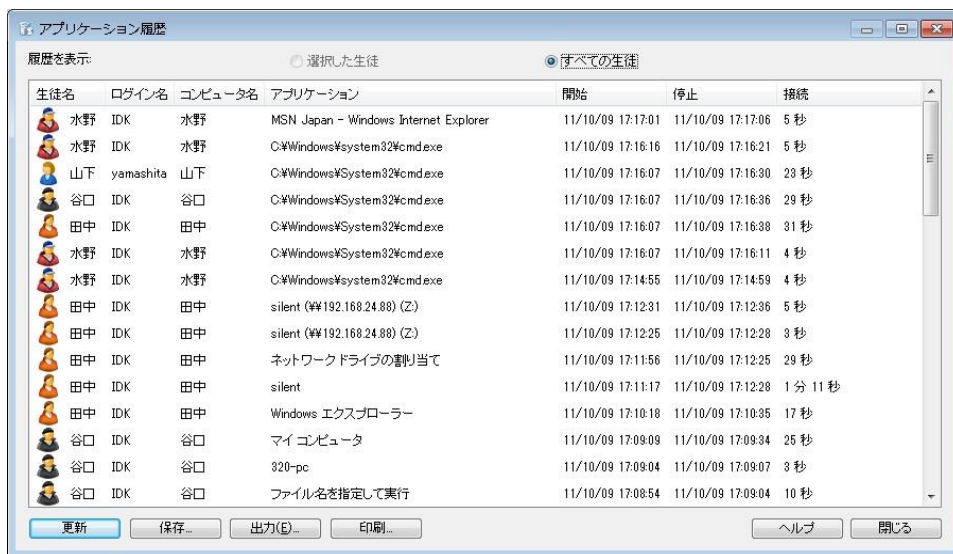 アプリケーション履歴
履歴を表示: 選択した生徒 すべての生徒
生徒名 ログイン名 コンピュータ名 アプリケーション 開始 停止 接続
水野 IDK 水野 MSN Japan - Windows Internet Explorer 11/10/09 17:17:01 11/10/09 17:17:06 5 秒
水野 IDK 水野 C:¥Windows¥system32¥cmd.exe 11/10/09 17:16:16 11/10/09 17:16:21 5 秒
山下 yamashita 山下 C:¥Windows¥System32¥cmd.exe 11/10/09 17:16:07 11/10/09 17:16:30 23 秒
谷口 IDK 谷口 C:¥Windows¥System32¥cmd.exe 11/10/09 17:16:07 11/10/09 17:16:36 29 秒
田中 IDK 田中 C:¥Windows¥System32¥cmd.exe 11/10/09 17:16:07 11/10/09 17:16:38 31 秒
水野 IDK 水野 C:¥Windows¥System32¥cmd.exe 11/10/09 17:16:07 11/10/09 17:16:11 4 秒
水野 IDK 水野 C:¥Windows¥System32¥cmd.exe 11/10/09 17:14:55 11/10/09 17:14:59 4 秒
田中 IDK 田中 silent (¥¥192.168.24.88) (Z:) 11/10/09 17:12:31 11/10/09 17:12:36 5 秒
田中 IDK 田中 silent (¥¥192.168.24.88) (Z:) 11/10/09 17:12:25 11/10/09 17:12:28 3 秒
田中 IDK 田中 ネットワーク ドライブの割り当て 11/10/09 17:11:56 11/10/09 17:12:25 29 秒
田中 IDK 田中 silent 11/10/09 17:11:17 11/10/09 17:12:28 1 分 11 秒
田中 IDK 田中 Windows エクスプローラー 11/10/09 17:10:18 11/10/09 17:10:35 17 秒
谷口 IDK 谷口 マイ コンピュータ 11/10/09 17:09:09 11/10/09 17:09:34 25 秒
谷口 IDK 谷口 320-pc 11/10/09 17:09:04 11/10/09 17:09:07 3 秒
谷口 IDK 谷口 ファイル名を指定して実行 11/10/09 17:08:54 11/10/09 17:09:04 10 秒
更新 保存... 出力(E)... 印刷... ヘルプ 閉じる